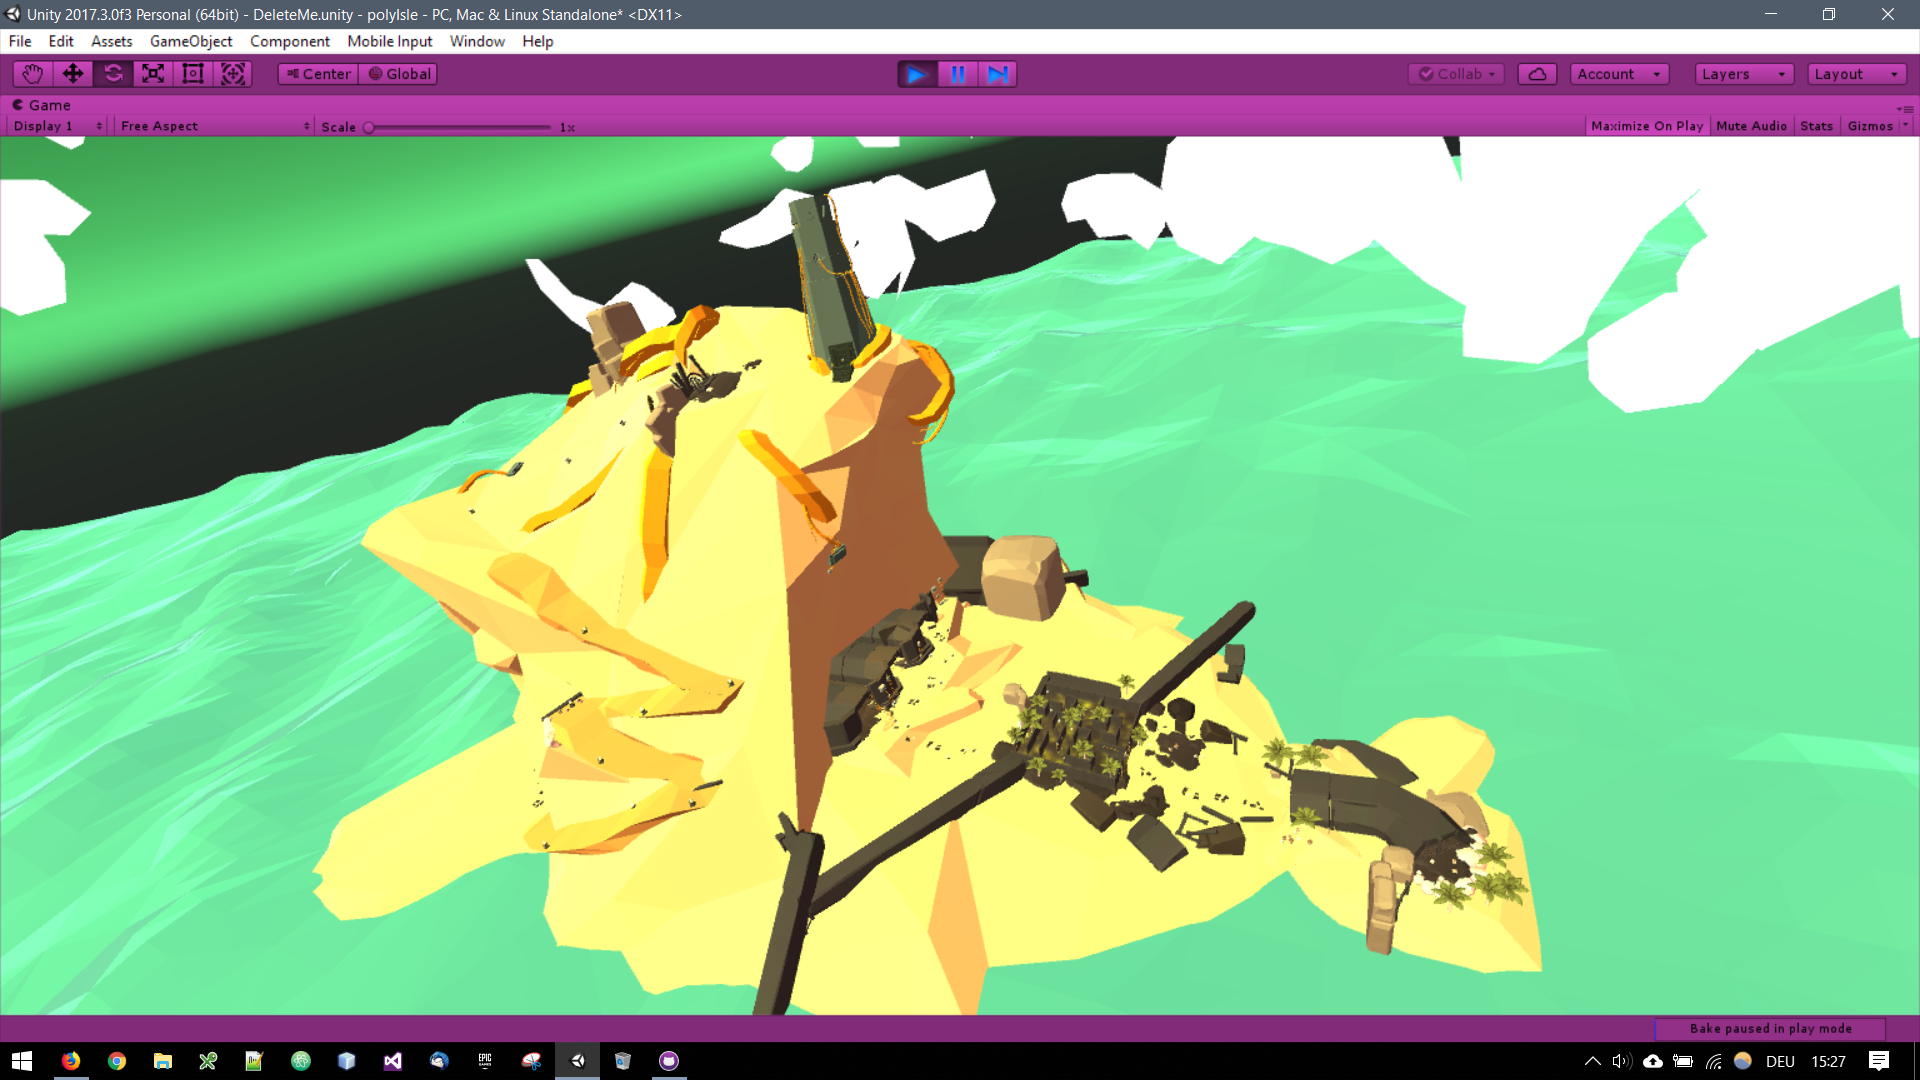 Unity 2017.3.0f3 Personal (64bit) - DeleteMe.unity - polyIsle - PC, Mac & Linux Standalone* <DX11>
File Edit Assets GameObject Component Mobile Input Window Help
Center Global Collab Account Layers Layout
Game
Display 1 Free Aspect Scale 1x Maximize On Play Mute Audio Stats Gizmos
Bake paused in play mode
EPIC GAMES DEU 15:27